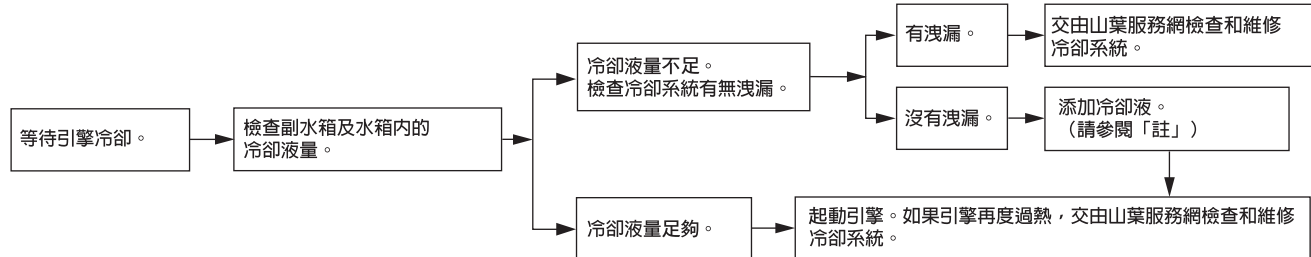 等待引擎冷卻。
檢查副水箱及水箱内的
冷卻液量。
冷卻液量不足。
檢查冷卻系統有無洩漏。
有洩漏。
交由山葉服務網檢查和維修
冷卻系統。
沒有洩漏。
添加冷卻液。
（請參閱「註」）
冷卻液量足夠。
起動引擎。如果引擎再度過熱，交由山葉服務網檢查和維修
冷卻系統。